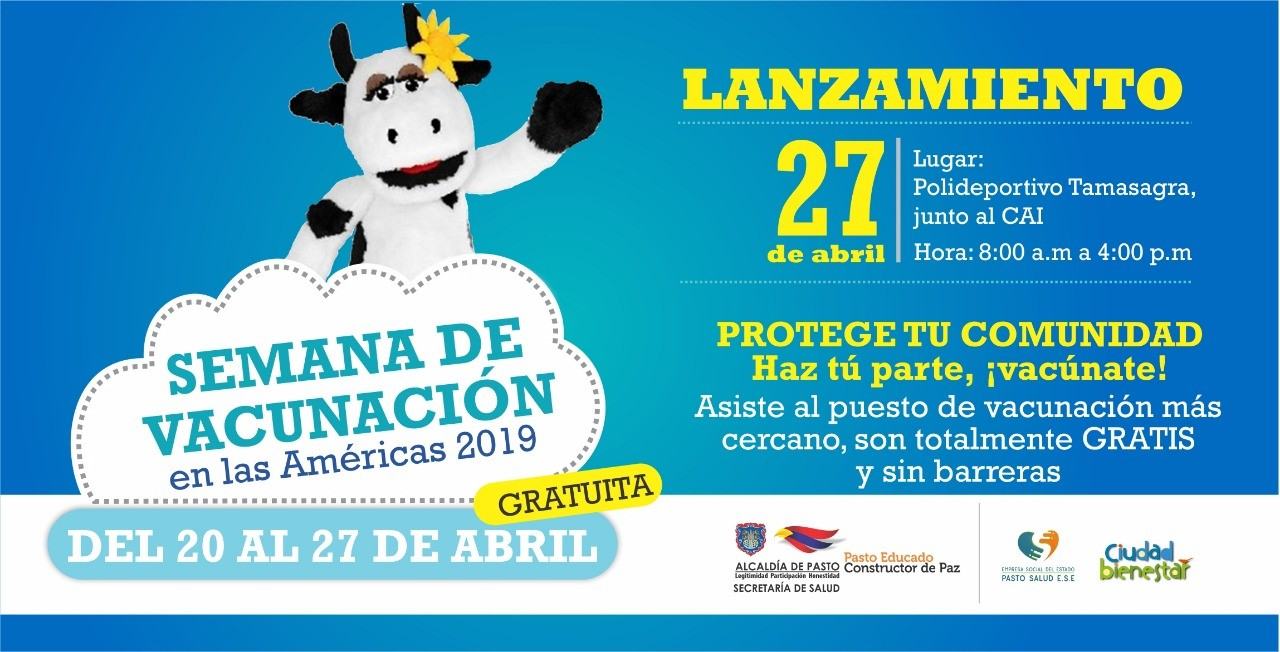 SEMANA DE
VACUNACIÓN
en las Américas 2019
GRATUITA
DEL 20 AL 27 DE ABRIL
LANZAMIENTO
27
de abril
Lugar:
Polideportivo Tamasagra,
junto al CAI
Hora: 8:00 a.m a 4:00 p.m
PROTEGE TU COMUNIDAD
Haz tú parte, ¡vacúnate!
Asiste al puesto de vacunación más
cercano, son totalmente GRATIS
y sin barreras
ALCALDÍA DE PASTO
Legitimidad Participación Honestidad
SECRETARÍA DE SALUD
Pasto Educado
Constructor de Paz
EMPRESA SOCIAL DEL ESTADO
PASTO SALUD E.S.E
Ciudad
bienestar